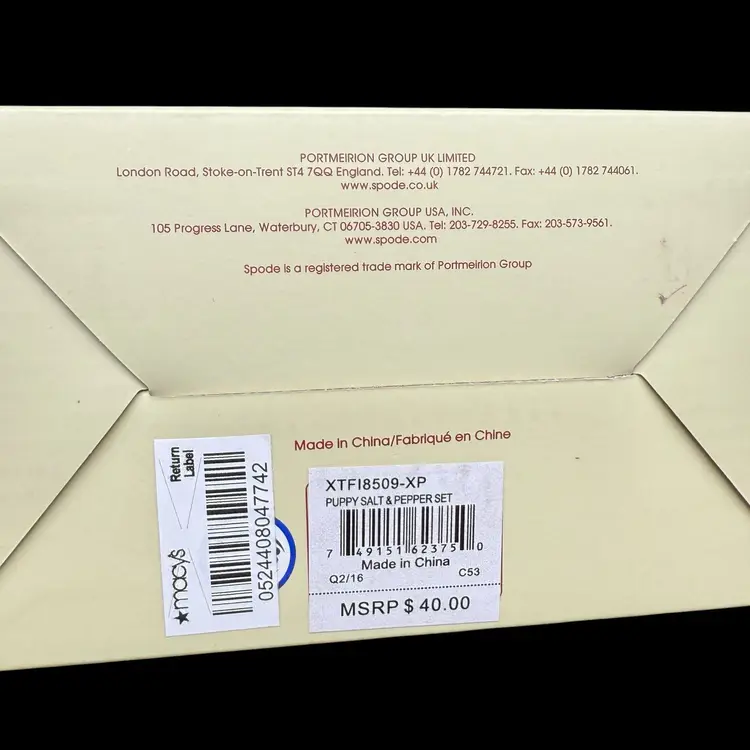 PORTMEIRION GROUP UK LIMITED
London Road, Stoke-on-Trent ST4 7QQ England. Tel: +44 (0) 1782 744721. Fax: +44 (0) 1782 744061.
www.spode.co.uk
PORTMEIRION GROUP USA, INC.
105 Progress Lane, Waterbury, CT 06705-3830 USA. Tel: 203-729-8255. Fax: 203-573-9561.
www.spode.com
Spode is a registered trade mark of Portmeirion Group
Made in China/Fabriqué en Chine
Return
Label
★macys
0524408047742
XTFI8509-XP
PUPPY SALT & PEPPER SET
7 49151 62375 0
Made in China
Q2/16 C53
MSRP $ 40.00